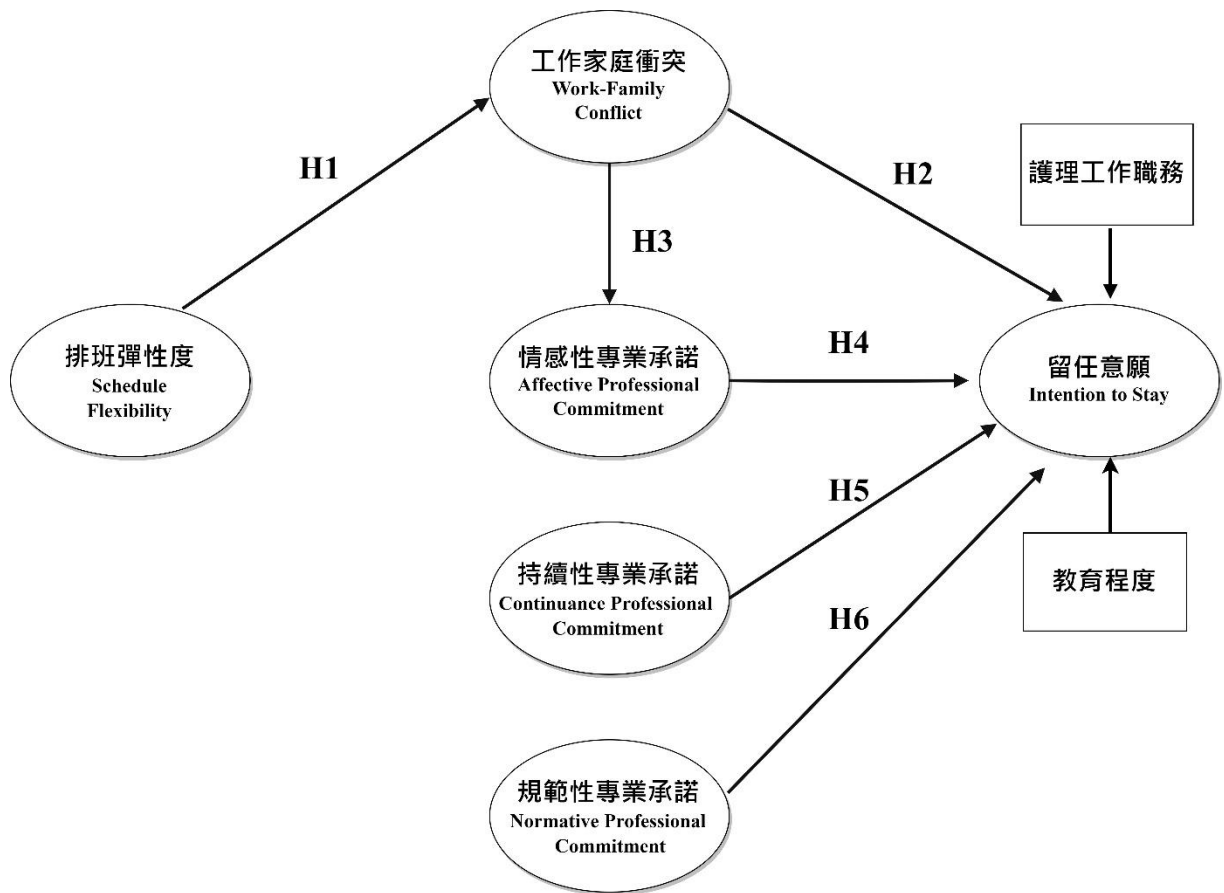 工作家庭衝突
Work-Family
Conflict
H1
H2
護理工作職務
H3
排班彈性度
Schedule
Flexibility
情感性專業承諾
Affective Professional
Commitment
H4
留任意願
Intention to Stay
H5
持續性專業承諾
Continuance Professional
Commitment
教育程度
H6
規範性專業承諾
Normative Professional
Commitment